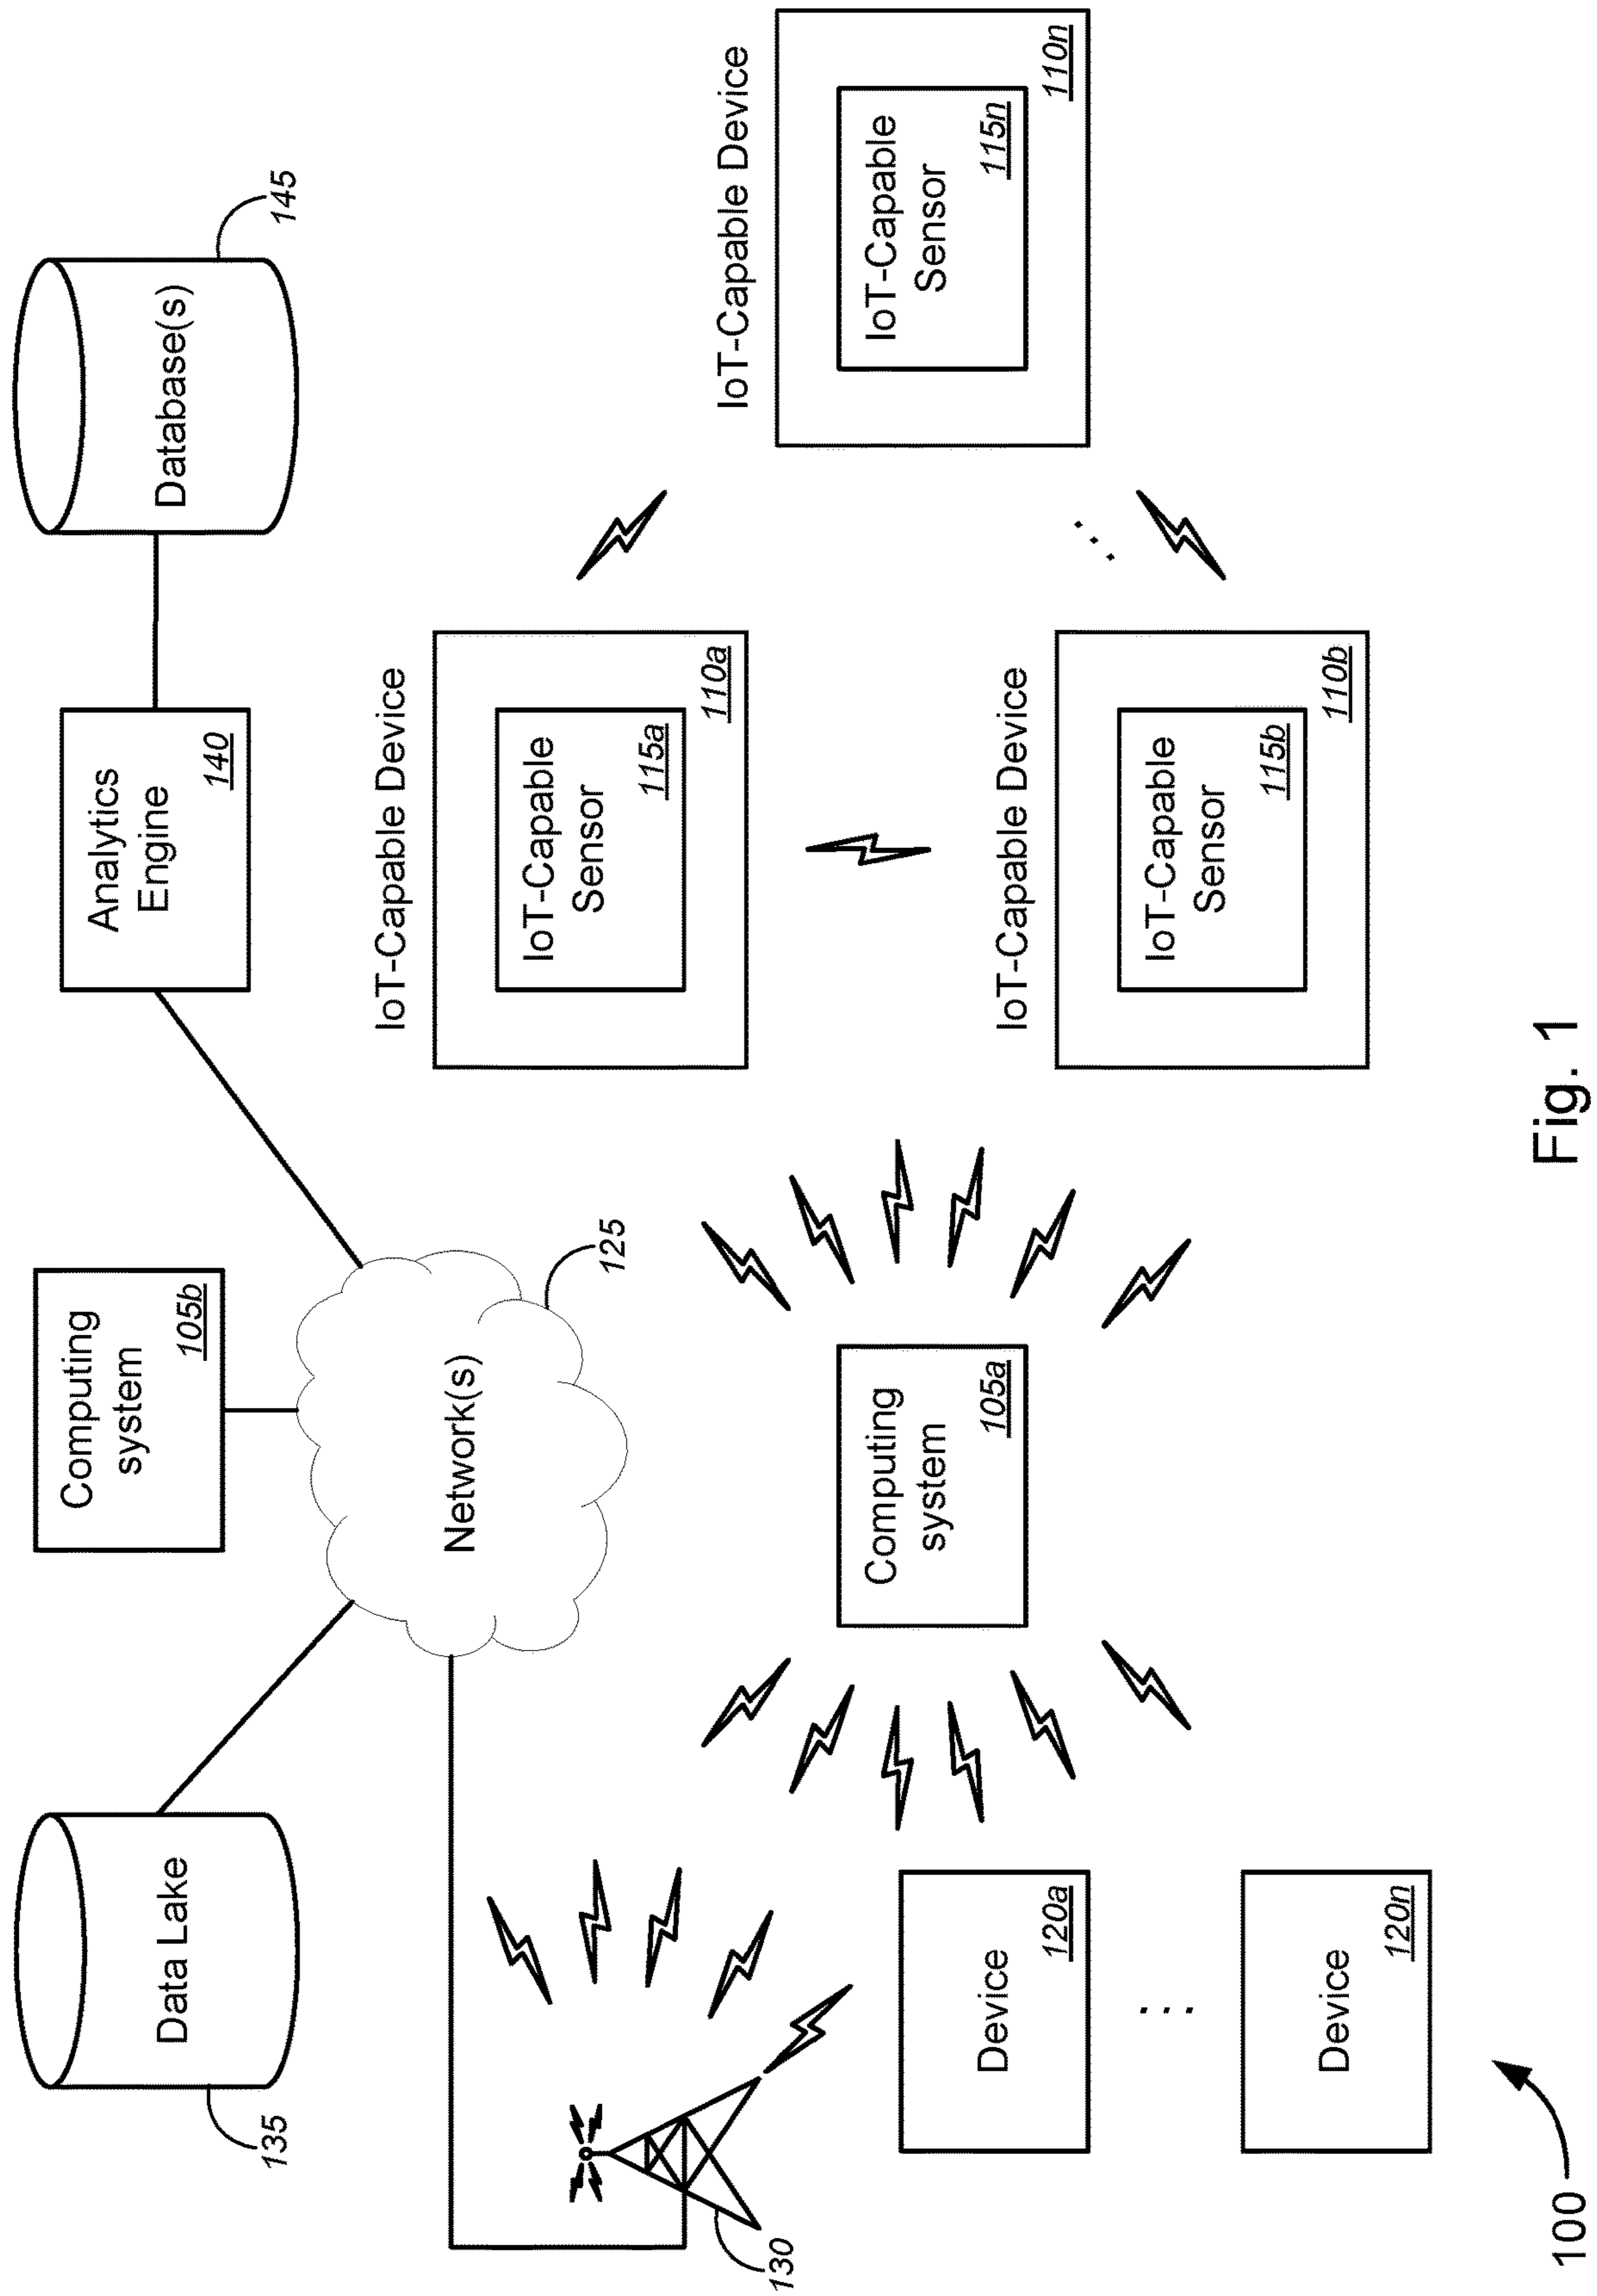 Data Lake
135
Computing
system
105b
Analytics
Engine
140
Database(s)
145
Network(s)
125
130
IoT-Capable Device
IoT-Capable
Sensor
115a
110a
IoT-Capable Device
IoT-Capable
Sensor
115n
110n
Computing
system
105a
Device
120a
. . .
IoT-Capable Device
IoT-Capable
Sensor
115b
110b
. . .
Device
120n
100
Fig. 1